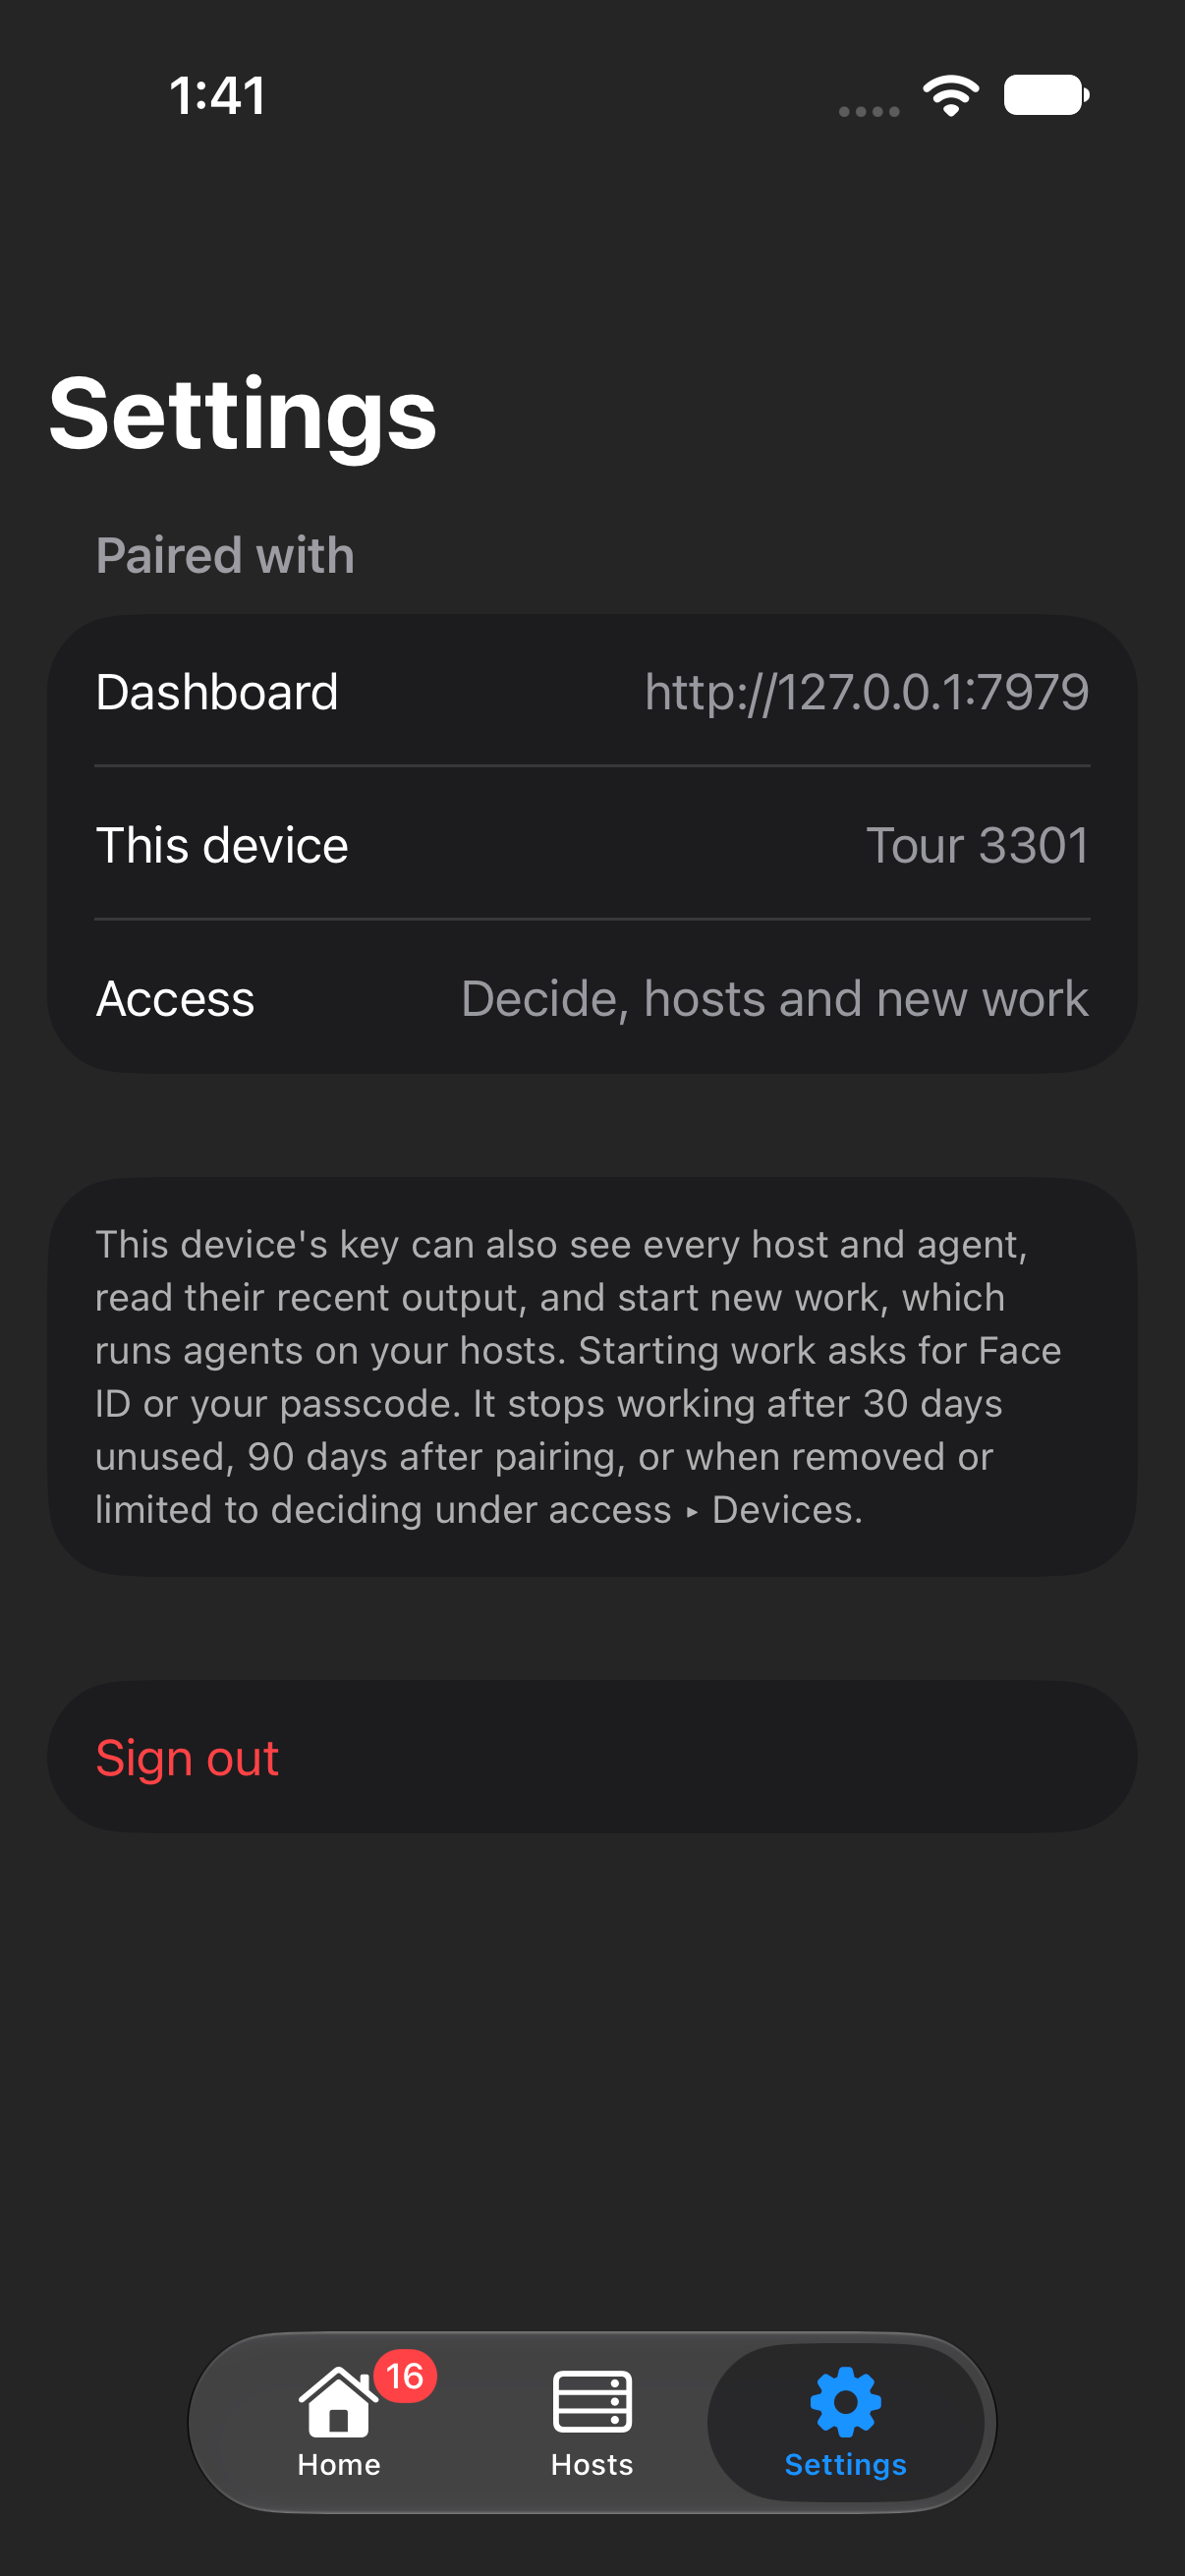 1:41
Settings
Paired with
Dashboard http://127.0.0.1:7979
This device Tour 3301
Access Decide, hosts and new work
This device's key can also see every host and agent,
read their recent output, and start new work, which
runs agents on your hosts. Starting work asks for Face
ID or your passcode. It stops working after 30 days
unused, 90 days after pairing, or when removed or
limited to deciding under access ▸ Devices.
Sign out
16
Home Hosts Settings